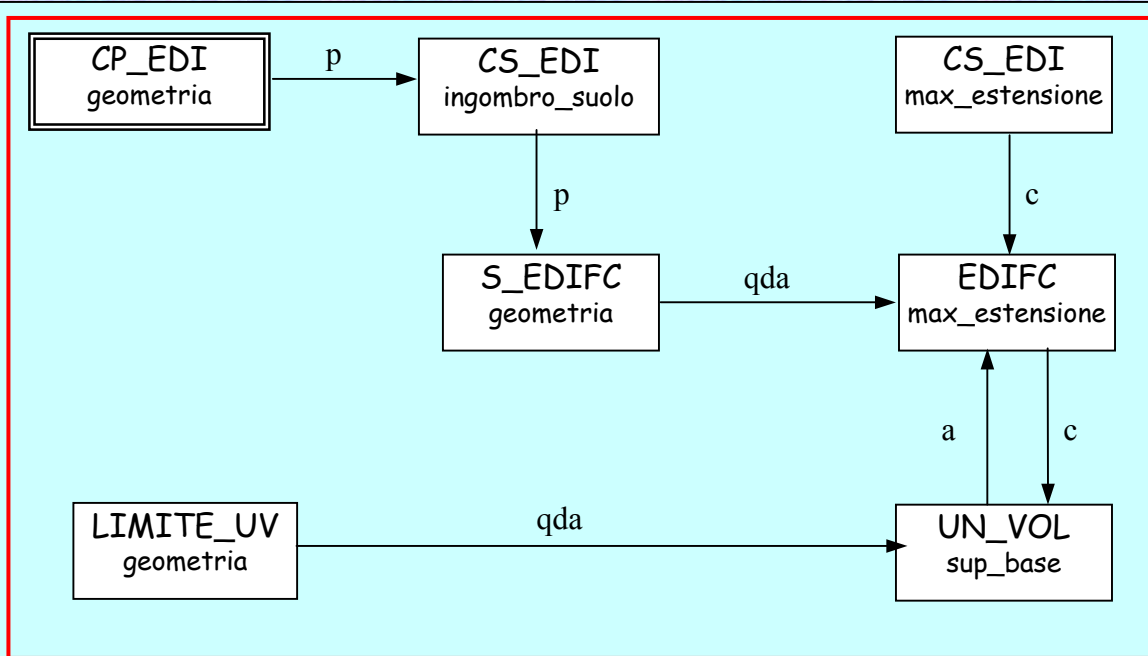 CP_EDI
geometria
p
CS_EDI
ingombro_suolo
CS_EDI
max_estensione
p
c
S_EDIFC
geometria
qda
EDIFC
max_estensione
a
c
LIMITE_UV
geometria
qda
UN_VOL
sup_base